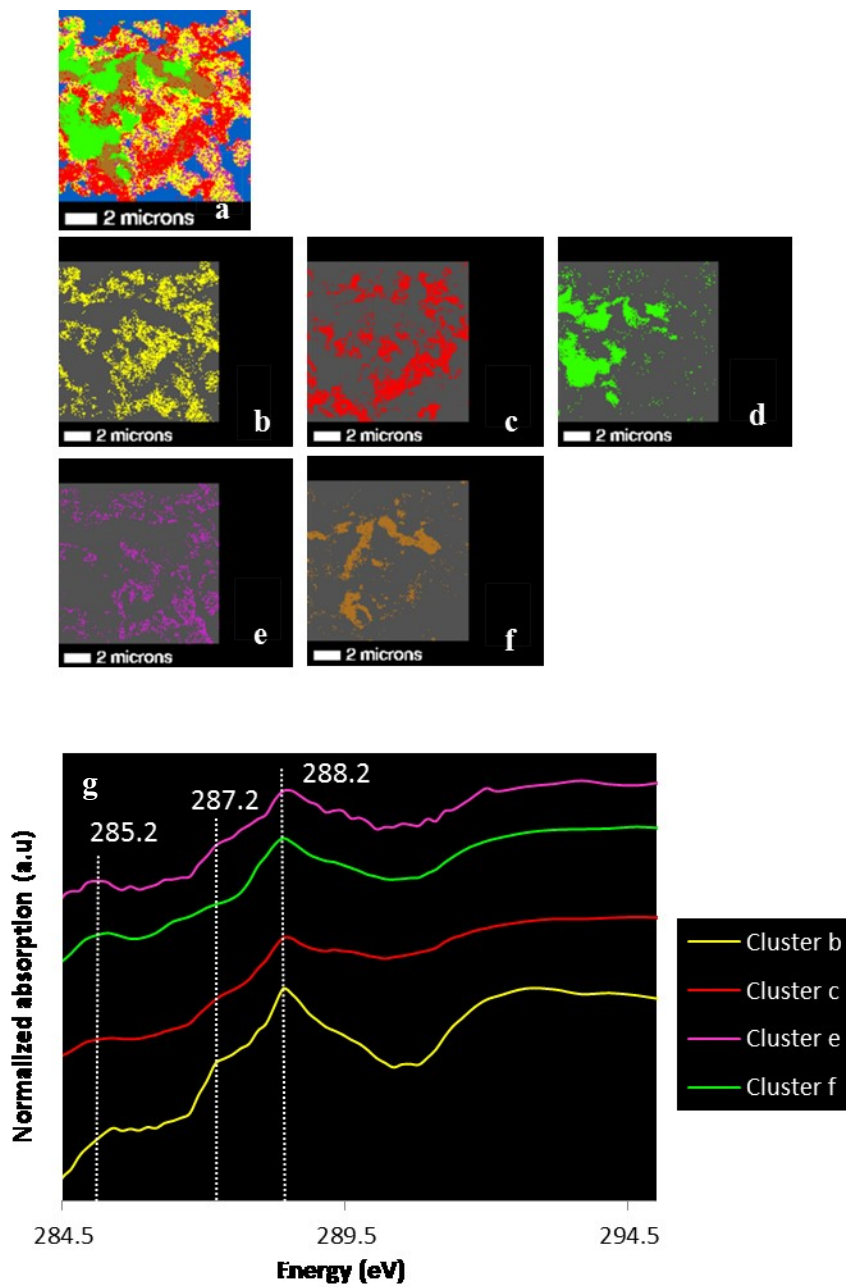 a
2 microns
b
2 microns
c
2 microns
d
2 microns
e
2 microns
f
2 microns
g
285.2
287.2
288.2
Normalized absorption (a.u)
Cluster b
Cluster c
Cluster e
Cluster f
284.5
289.5
294.5
Energy (eV)